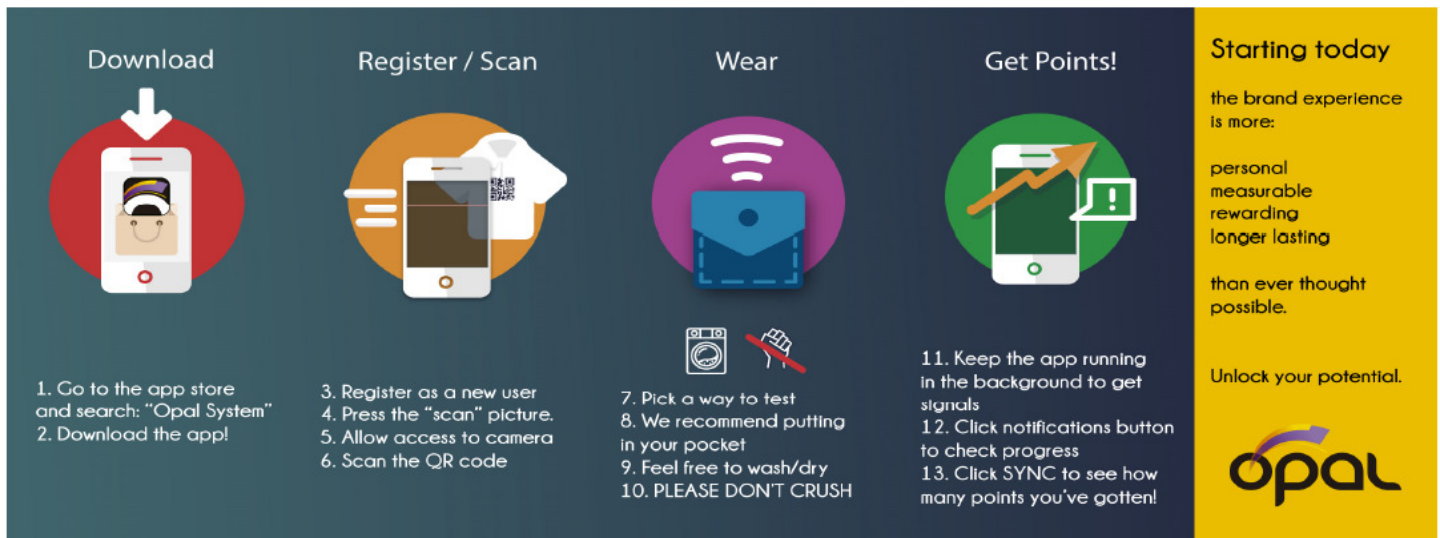 Download
1. Go to the app store
and search: "Opal System"
2. Download the app!
Register / Scan
3. Register as a new user
4. Press the "scan" picture.
5. Allow access to camera
6. Scan the QR code
Wear
7. Pick a way to test
8. We recommend putting
in your pocket
9. Feel free to wash/dry
10. PLEASE DON'T CRUSH
Get Points!
!
11. Keep the app running
in the background to get
signals
12. Click notifications button
to check progress
13. Click SYNC to see how
many points you've gotten!
Starting today
the brand experience
is more:
personal
measurable
rewarding
longer lasting
than ever thought
possible.
Unlock your potential.
opal